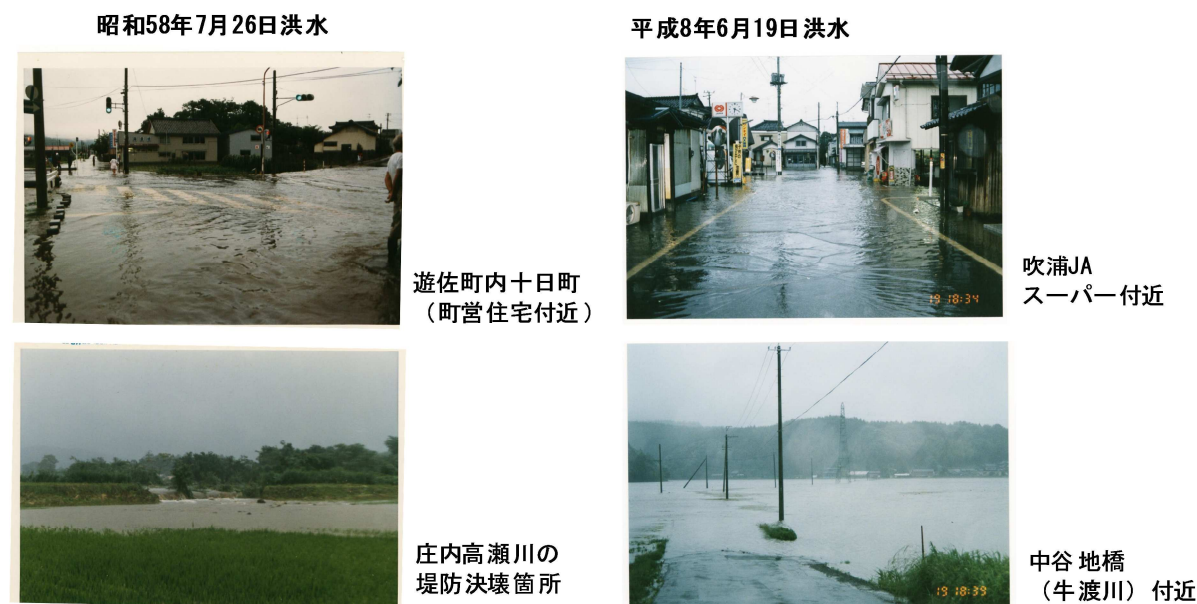 昭和58年7月26日洪水
平成8年6月19日洪水
遊佐町内十日町
（町営住宅付近）
19 18:34
吹浦JA
スーパー付近
庄内高瀬川の
堤防決壊箇所
19 18:39
中谷地橋
（牛渡川）付近